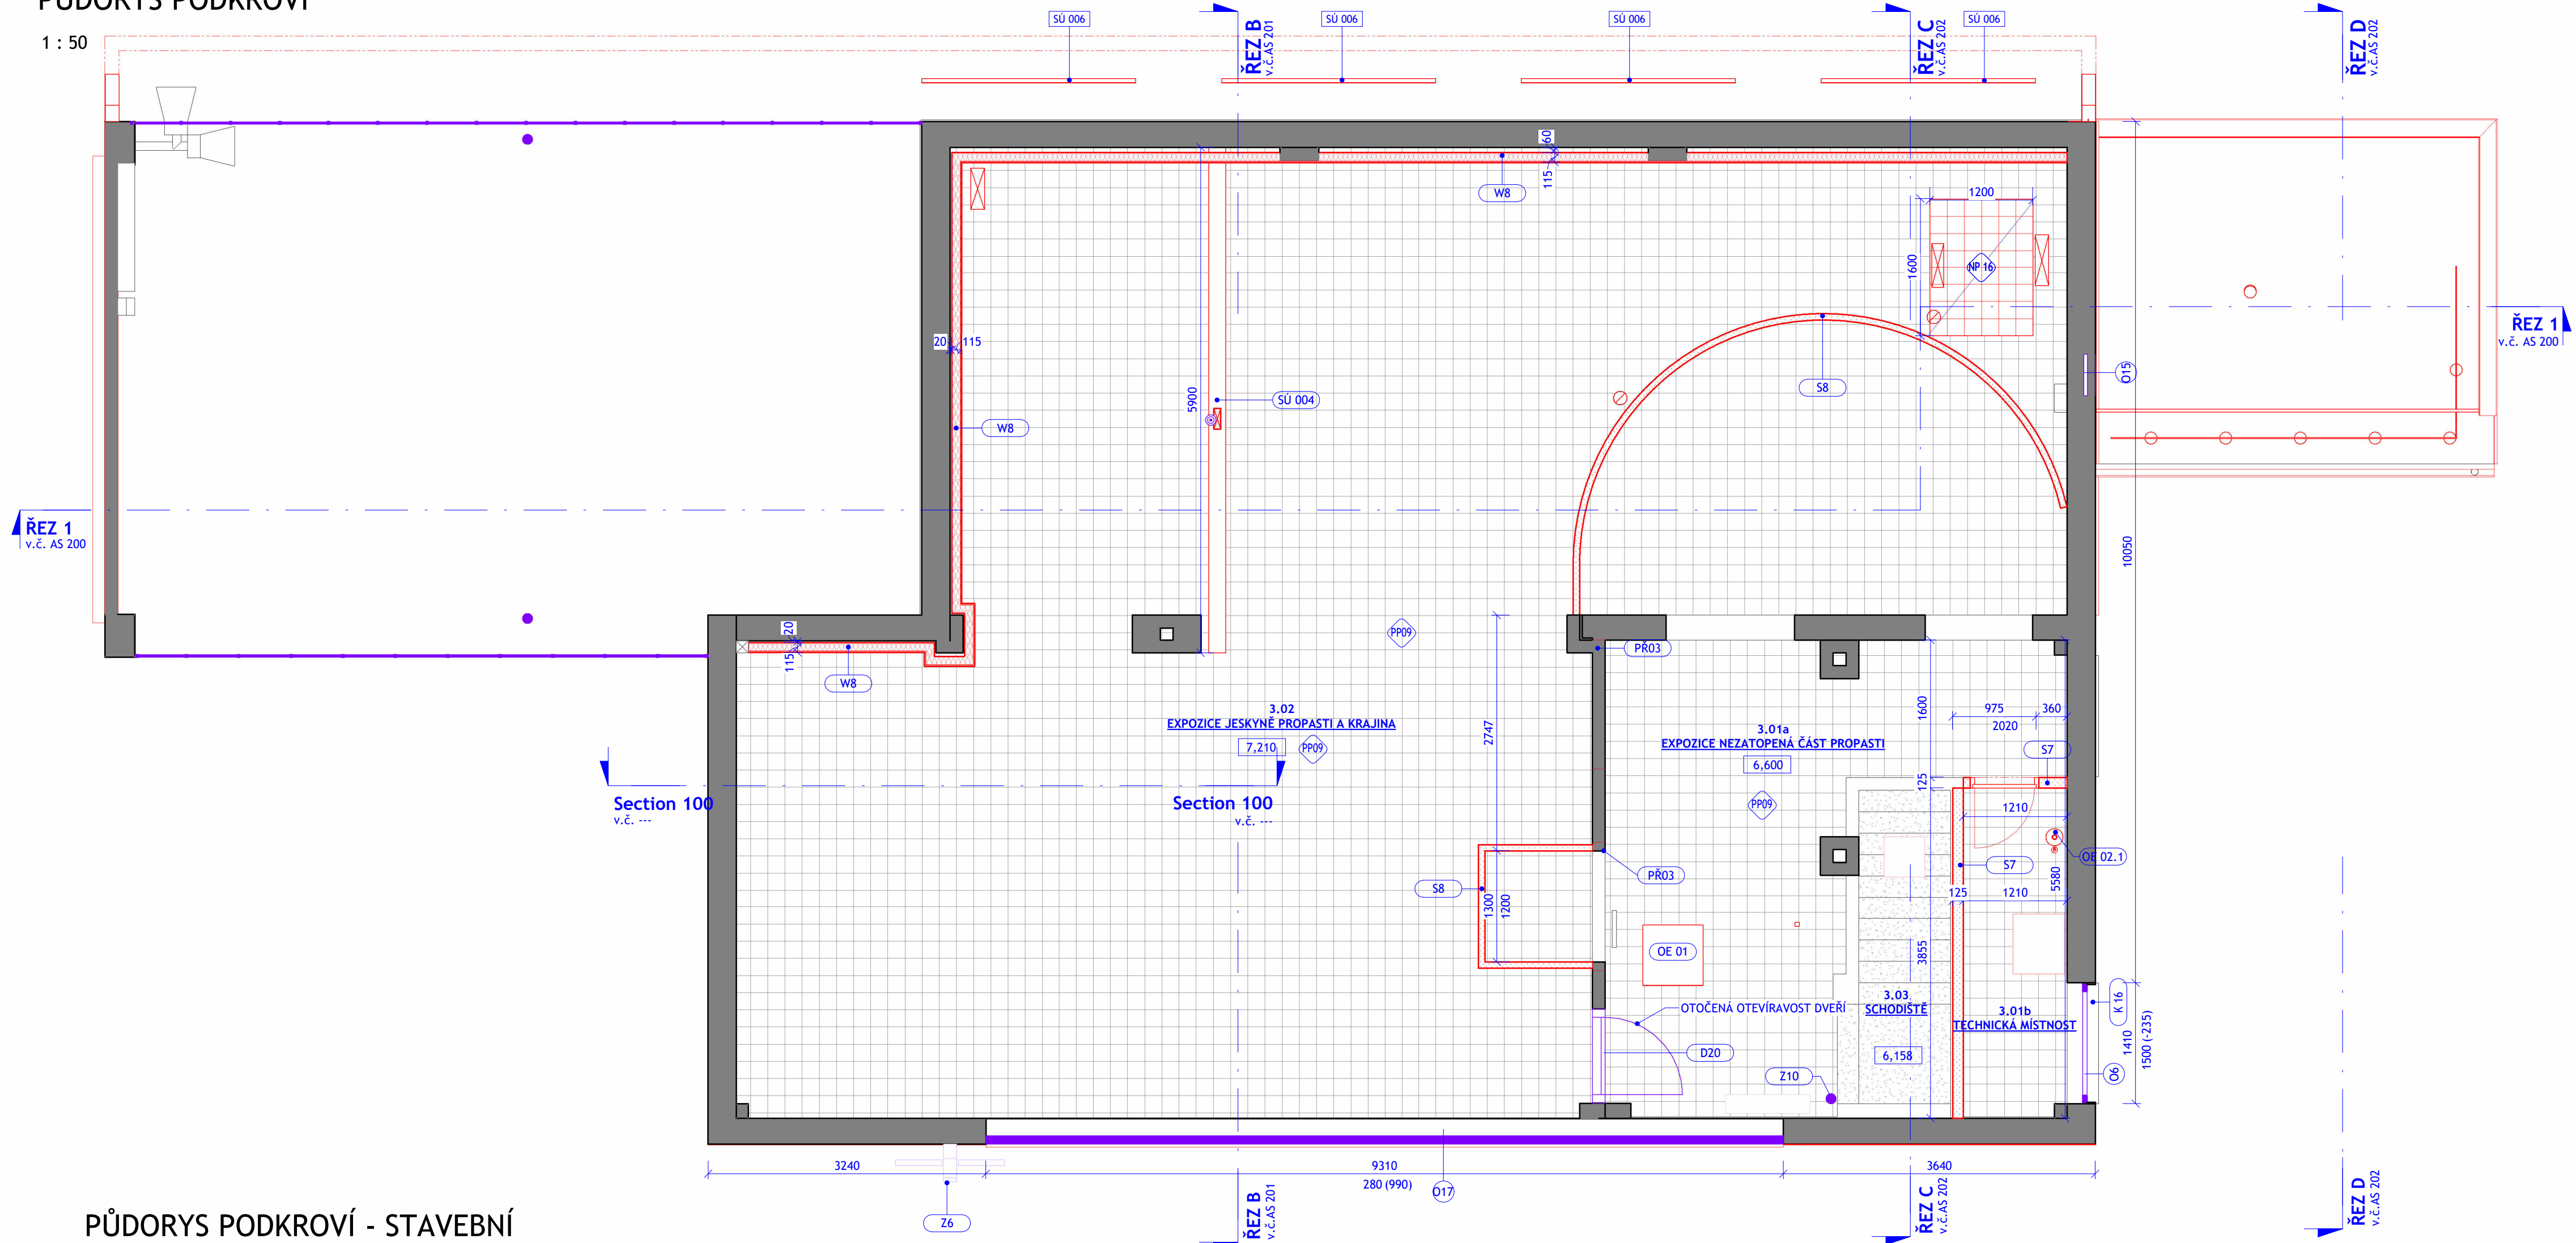 PŮDORYS PODKROVÍ
1 : 50
SÚ 006
SÚ 006
SÚ 006
SÚ 006
ŘEZ B
v.č.AS 201
ŘEZ C
v.č.AS 202
ŘEZ D
v.č.AS 202
60
115
W8
1200
1600
NP 16
ŘEZ 1
v.č. AS 200
20
115
O15
S8
5900
SÚ 004
W8
ŘEZ 1
v.č. AS 200
10050
20
115
W8
PP09
PŘ03
3.02
EXPOZICE JESKYNĚ PROPASTI A KRAJINA
7,210
PP09
2747
3.01a
EXPOZICE NEZATOPENÁ ČÁST PROPASTI
6,600
PP09
1600
975
360
2020
S7
125
Section 100
v.č. ---
Section 100
v.č. ---
1210
OE 02.1
S7
PŘ03
S8
1300
1200
125
1210
5580
OE 01
3855
OTOČENÁ OTEVÍRAVOST DVEŘÍ
3.03
SCHODIŠTĚ
3.01b
TECHNICKÁ MÍSTNOST
K 16
1410
1500 (-235)
D20
6,158
Z10
O6
3240
9310
280 (990)
3640
O17
Z6
ŘEZ B
v.č.AS 201
ŘEZ C
v.č.AS 202
ŘEZ D
v.č.AS 202
PŮDORYS PODKROVÍ - STAVEBNÍ